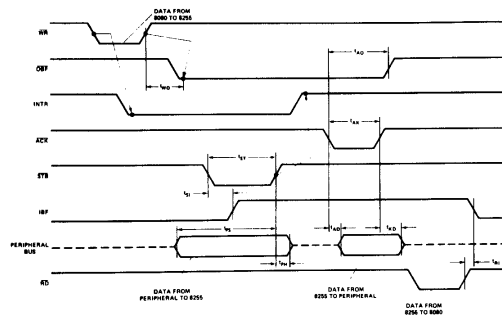 WR
DATA FROM
8080 TO 8255
OBF
tWO
tAO
INTR
ACK
tAK
STB
tST
tSI
IBF
tPS
tAD
tKD
PERIPHERAL
BUS
tPH
tRI
RD
DATA FROM
PERIPHERAL TO 8255
DATA FROM
8255 TO PERIPHERAL
DATA FROM
8255 TO 8080